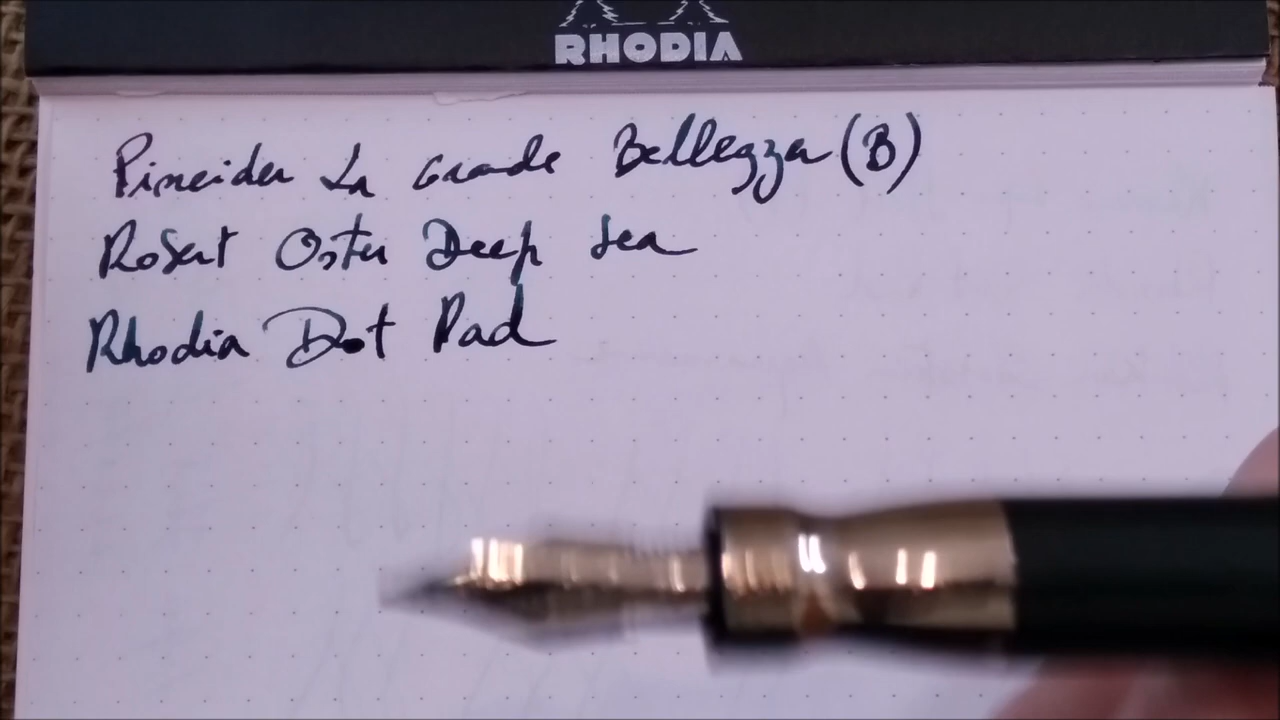 RHODIA
Pineider La Grande Bellezza (B)
Robert Oster Deep Sea
Rhodia Dot Pad